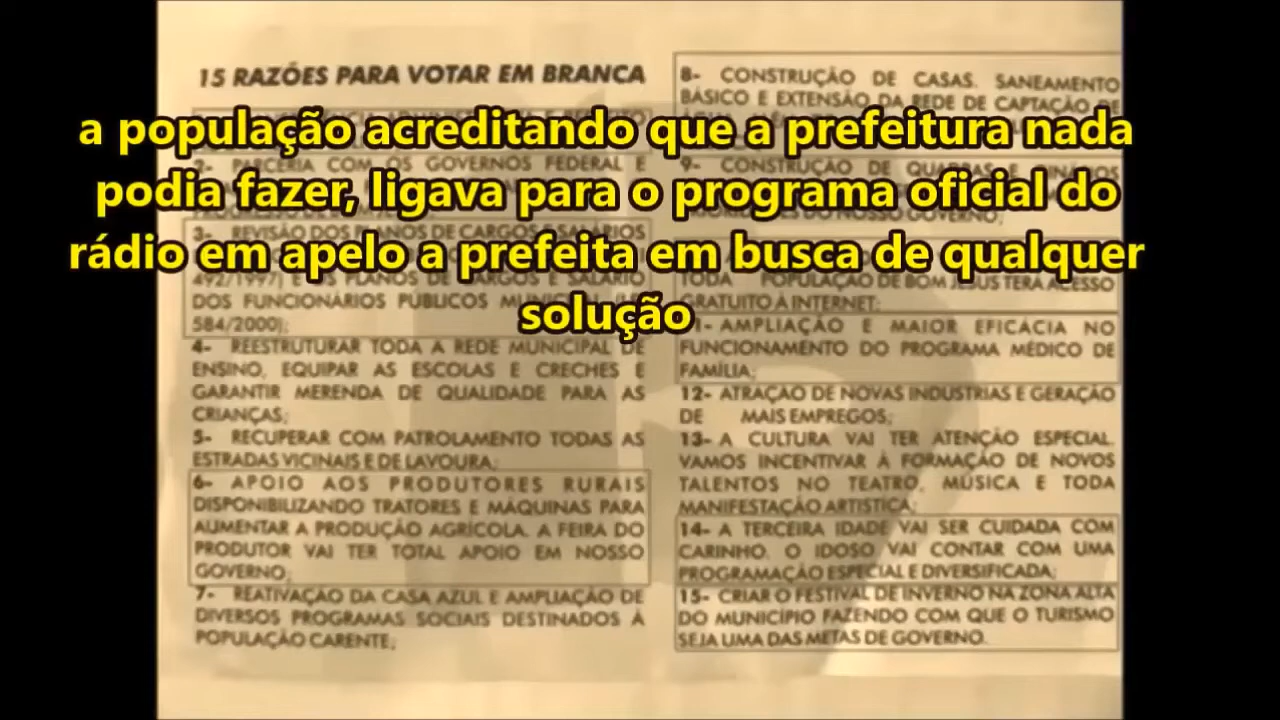 a população acreditando que a prefeitura nada
podia fazer, ligava para o programa oficial do
rádio em apelo a prefeita em busca de qualquer
solução
15 RAZÕES PARA VOTAR EM BRANCA
2- PARCERIA COM OS GOVERNOS FEDERAL E
3- REVISÃO DOS PLANOS DE CARGOS E SALÁRIOS
492/1997) E OS PLANOS DE CARGOS E SALÁRIO
DOS FUNCIONÁRIOS PÚBLICOS
584/2000);
4- REESTRUTURAR TODA A REDE MUNICIPAL DE
ENSINO, EQUIPAR AS ESCOLAS E CRECHES E
GARANTIR MERENDA DE QUALIDADE PARA AS
CRIANÇAS;
5- RECUPERAR COM PATROLAMENTO TODAS AS
ESTRADAS VICINAIS E DE LAVOURA;
6- APOIO AOS PRODUTORES RURAIS
DISPONIBILIZANDO TRATORES E MÁQUINAS PARA
AUMENTAR A PRODUÇÃO AGRÍCOLA. A FEIRA DO
PRODUTOR VAI TER TOTAL APOIO EM NOSSO
GOVERNO;
7- REATIVAÇÃO DA CASA AZUL E AMPLIAÇÃO DE
DIVERSOS PROGRAMAS SOCIAIS DESTINADOS À
POPULAÇÃO CARENTE;
8- CONSTRUÇÃO DE CASAS. SANEAMENTO
BÁSICO E EXTENSÃO DA REDE DE CAPTAÇÃO DE
9- CONSTRUÇÃO DE QUADRAS E GINÁSIOS
DO NOSSO GOVERNO;
TODA POPULAÇÃO DE BOM JESUS TERÁ ACESSO
GRATUITO À INTERNET;
1- AMPLIAÇÃO E MAIOR EFICÁCIA NO
FUNCIONAMENTO DO PROGRAMA MÉDICO DE
FAMÍLIA;
12- ATRAÇÃO DE NOVAS INDUSTRIAS E GERAÇÃO
DE MAIS EMPREGOS;
13- A CULTURA VAI TER ATENÇÃO ESPECIAL.
VAMOS INCENTIVAR À FORMAÇÃO DE NOVOS
TALENTOS NO TEATRO, MÚSICA E TODA
MANIFESTAÇÃO ARTÍSTICA;
14- A TERCEIRA IDADE VAI SER CUIDADA COM
CARINHO. O IDOSO VAI CONTAR COM UMA
PROGRAMAÇÃO ESPECIAL E DIVERSIFICADA;
15- CRIAR O FESTIVAL DE INVERNO NA ZONA ALTA
DO MUNICÍPIO FAZENDO COM QUE O TURISMO
SEJA UMA DAS METAS DE GOVERNO.